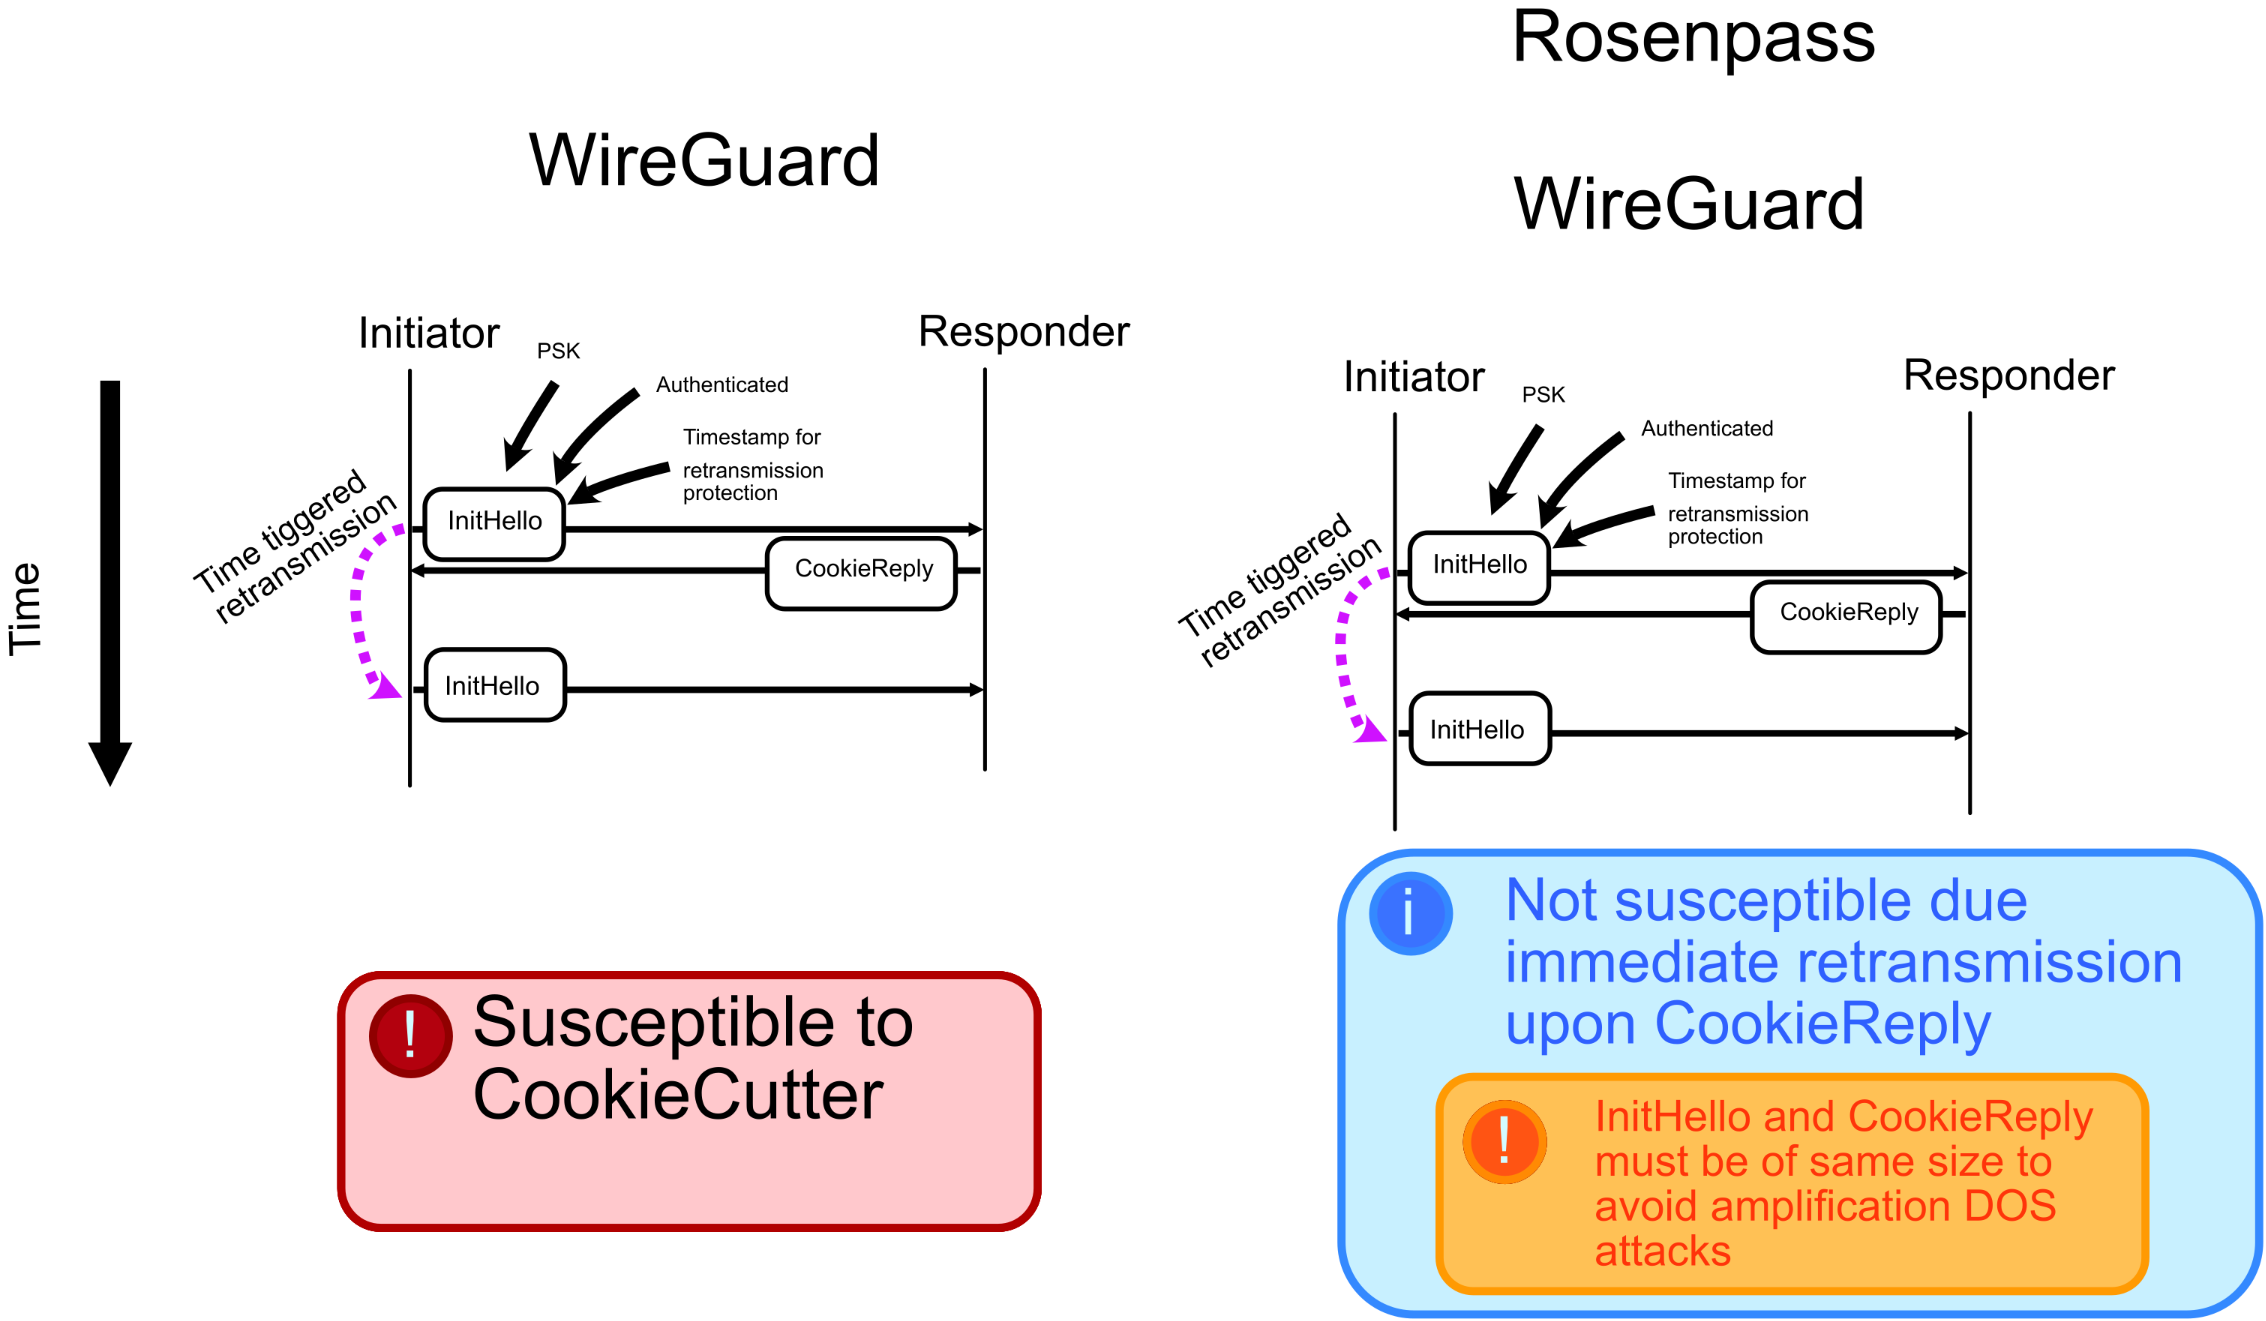 WireGuard
Time
Initiator
Responder
PSK
Authenticated
Timestamp for
retransmission
protection
Time tiggered
retransmission
InitHello
CookieReply
InitHello
Susceptible to
CookieCutter
Rosenpass
WireGuard
Initiator
Responder
PSK
Authenticated
Timestamp for
retransmission
protection
Time tiggered
retransmission
InitHello
CookieReply
InitHello
i
Not susceptible due
immediate retransmission
upon CookieReply
!
InitHello and CookieReply
must be of same size to
avoid amplification DOS
attacks
!